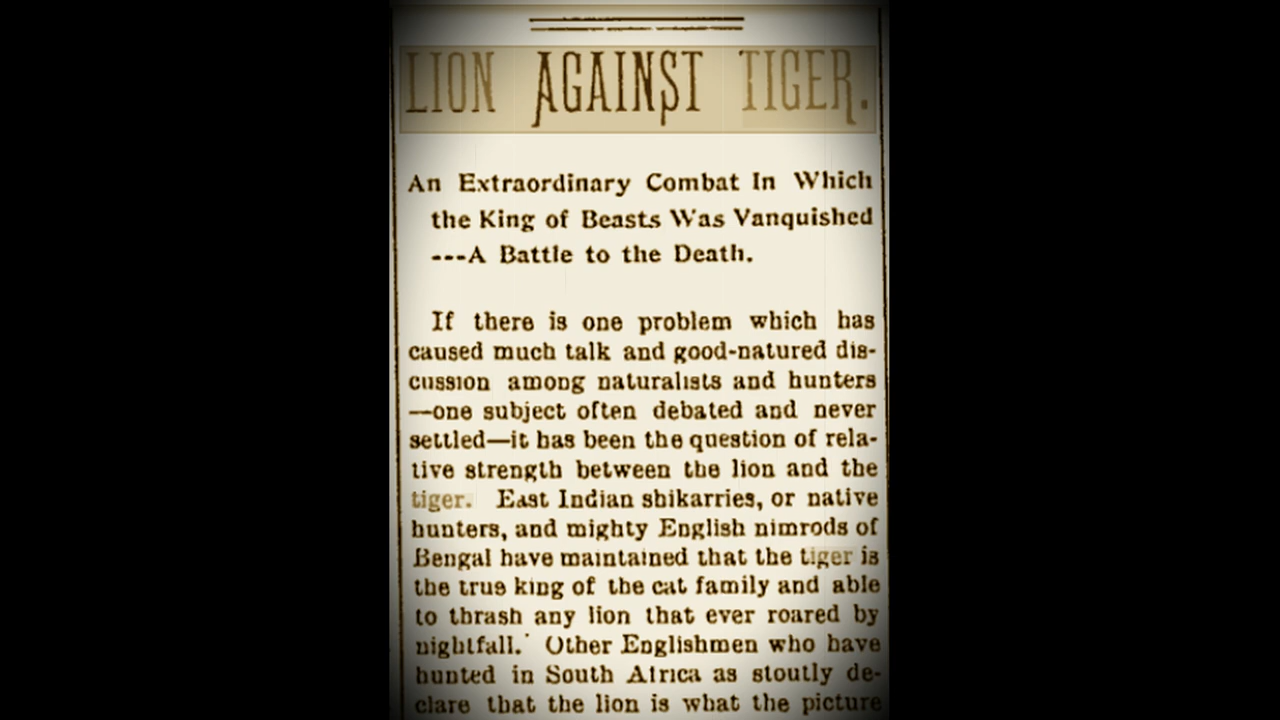 LION AGAINST TIGER.
An Extraordinary Combat In Which
the King of Beasts Was Vanquished
---A Battle to the Death.
If there is one problem which has
caused much talk and good-natured dis-
cussion among naturalists and hunters
—one subject often debated and never
settled—it has been the question of rela-
tive strength between the lion and the
tiger. East Indian shikarries, or native
hunters, and mighty English nimrods of
Bengal have maintained that the tiger is
the true king of the cat family and able
to thrash any lion that ever roared by
nightfall. Other Englishmen who have
hunted in South Africa as stoutly de-
clare that the lion is what the picture